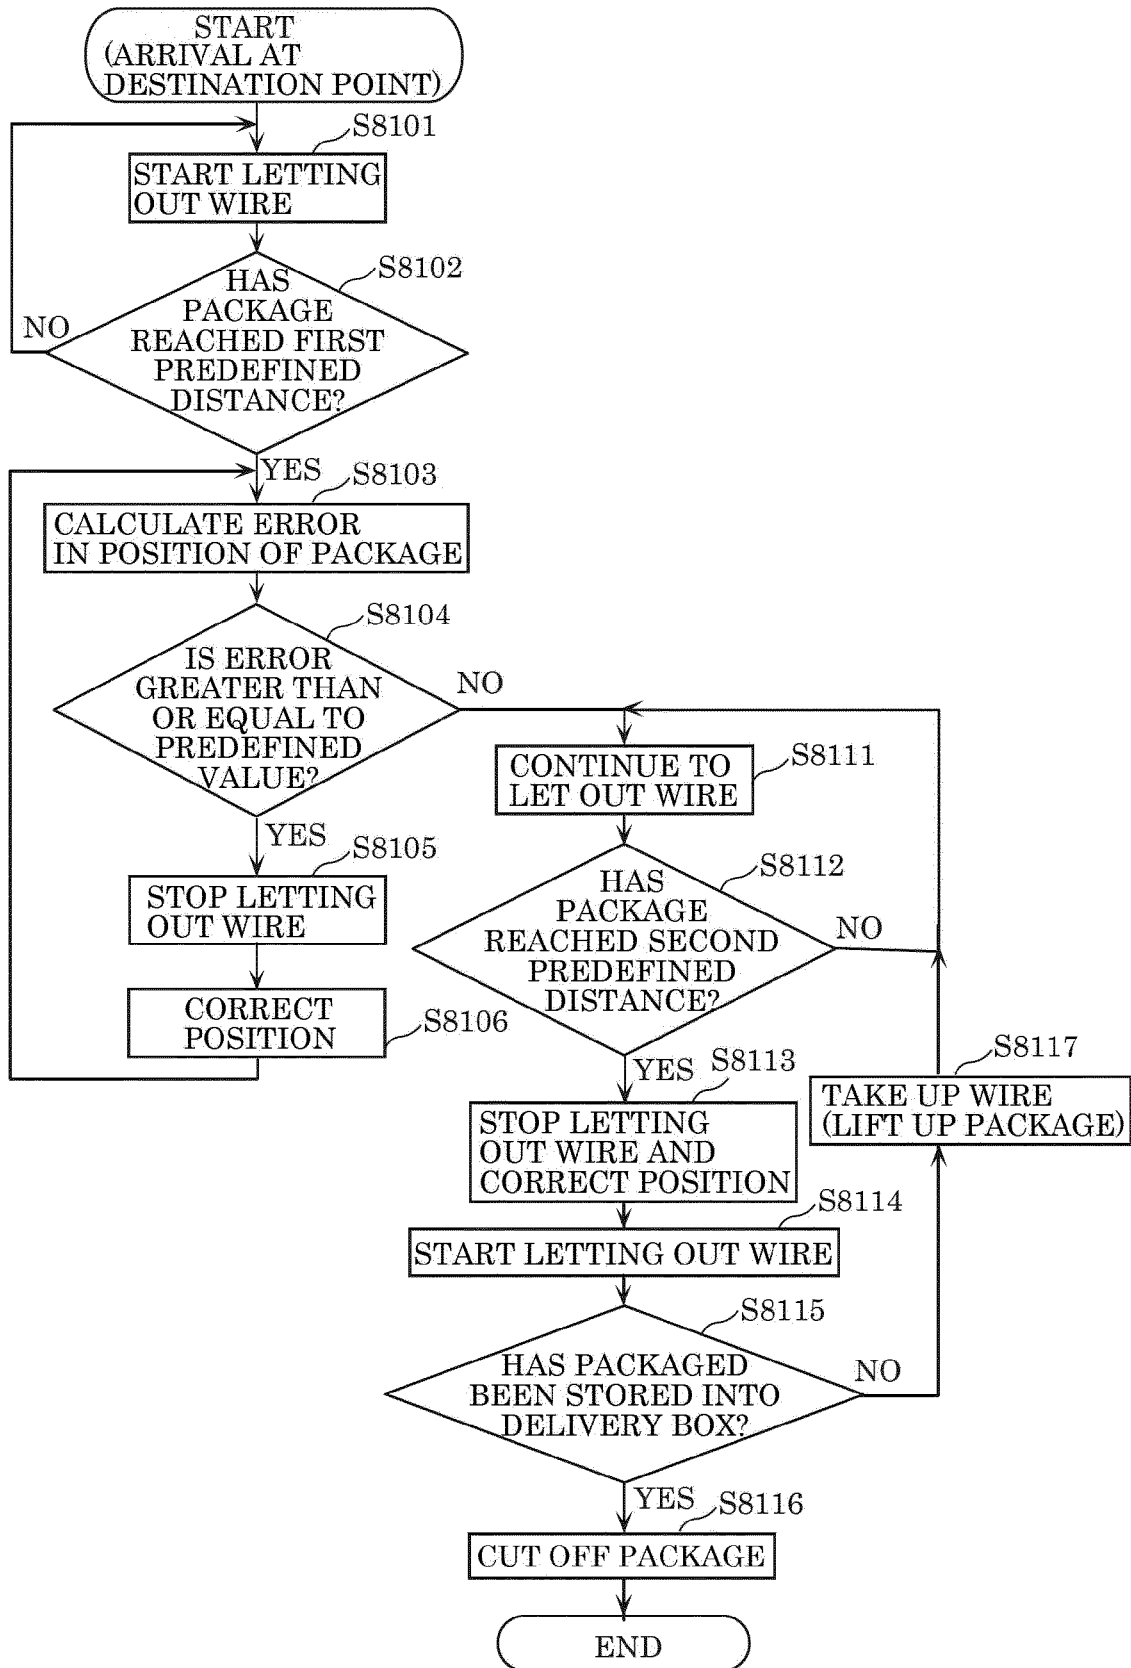 START
(ARRIVAL AT
DESTINATION POINT)
S8101
START LETTING
OUT WIRE
S8102
HAS
PACKAGE
REACHED FIRST
PREDEFINED
DISTANCE?
NO
YES
S8103
CALCULATE ERROR
IN POSITION OF PACKAGE
S8104
IS ERROR
GREATER THAN
OR EQUAL TO
PREDEFINED
VALUE?
NO
YES
S8105
STOP LETTING
OUT WIRE
CORRECT
POSITION
S8106
S8111
CONTINUE TO
LET OUT WIRE
S8112
HAS
PACKAGE
REACHED SECOND
PREDEFINED
DISTANCE?
NO
YES
S8113
STOP LETTING
OUT WIRE AND
CORRECT POSITION
S8117
TAKE UP WIRE
(LIFT UP PACKAGE)
S8114
START LETTING OUT WIRE
S8115
HAS PACKAGED
BEEN STORED INTO
DELIVERY BOX?
NO
YES
S8116
CUT OFF PACKAGE
END